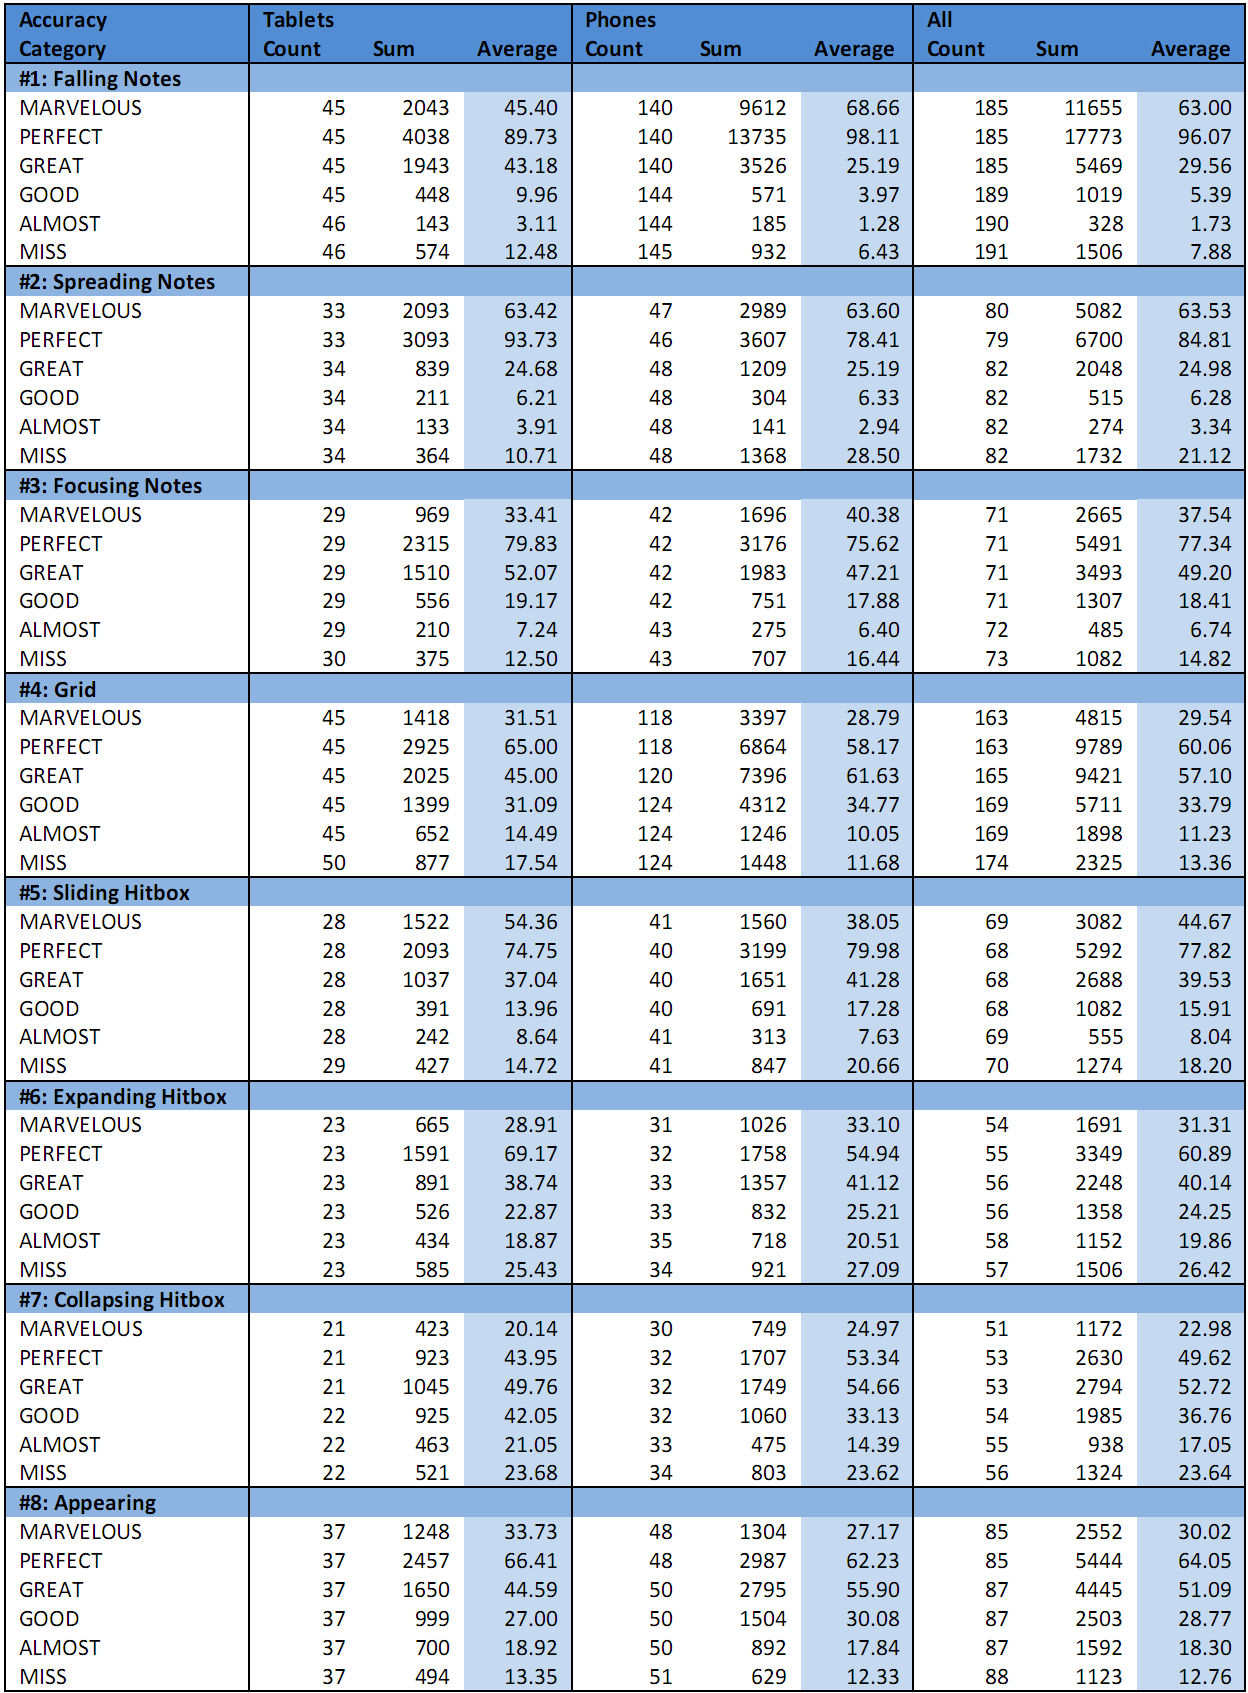 Accuracy Tablets Phones All
Category Count Sum Average Count Sum Average Count Sum Average
#1: Falling Notes
MARVELOUS 45 2043 45.40 140 9612 68.66 185 11655 63.00
PERFECT 45 4038 89.73 140 13735 98.11 185 17773 96.07
GREAT 45 1943 43.18 140 3526 25.19 185 5469 29.56
GOOD 45 448 9.96 144 571 3.97 189 1019 5.39
ALMOST 46 143 3.11 144 185 1.28 190 328 1.73
MISS 46 574 12.48 145 932 6.43 191 1506 7.88
#2: Spreading Notes
MARVELOUS 33 2093 63.42 47 2989 63.60 80 5082 63.53
PERFECT 33 3093 93.73 46 3607 78.41 79 6700 84.81
GREAT 34 839 24.68 48 1209 25.19 82 2048 24.98
GOOD 34 211 6.21 48 304 6.33 82 515 6.28
ALMOST 34 133 3.91 48 141 2.94 82 274 3.34
MISS 34 364 10.71 48 1368 28.50 82 1732 21.12
#3: Focusing Notes
MARVELOUS 29 969 33.41 42 1696 40.38 71 2665 37.54
PERFECT 29 2315 79.83 42 3176 75.62 71 5491 77.34
GREAT 29 1510 52.07 42 1983 47.21 71 3493 49.20
GOOD 29 556 19.17 42 751 17.88 71 1307 18.41
ALMOST 29 210 7.24 43 275 6.40 72 485 6.74
MISS 30 375 12.50 43 707 16.44 73 1082 14.82
#4: Grid
MARVELOUS 45 1418 31.51 118 3397 28.79 163 4815 29.54
PERFECT 45 2925 65.00 118 6864 58.17 163 9789 60.06
GREAT 45 2025 45.00 120 7396 61.63 165 9421 57.10
GOOD 45 1399 31.09 124 4312 34.77 169 5711 33.79
ALMOST 45 652 14.49 124 1246 10.05 169 1898 11.23
MISS 50 877 17.54 124 1448 11.68 174 2325 13.36
#5: Sliding Hitbox
MARVELOUS 28 1522 54.36 41 1560 38.05 69 3082 44.67
PERFECT 28 2093 74.75 40 3199 79.98 68 5292 77.82
GREAT 28 1037 37.04 40 1651 41.28 68 2688 39.53
GOOD 28 391 13.96 40 691 17.28 68 1082 15.91
ALMOST 28 242 8.64 41 313 7.63 69 555 8.04
MISS 29 427 14.72 41 847 20.66 70 1274 18.20
#6: Expanding Hitbox
MARVELOUS 23 665 28.91 31 1026 33.10 54 1691 31.31
PERFECT 23 1591 69.17 32 1758 54.94 55 3349 60.89
GREAT 23 891 38.74 33 1357 41.12 56 2248 40.14
GOOD 23 526 22.87 33 832 25.21 56 1358 24.25
ALMOST 23 434 18.87 35 718 20.51 58 1152 19.86
MISS 23 585 25.43 34 921 27.09 57 1506 26.42
#7: Collapsing Hitbox
MARVELOUS 21 423 20.14 30 749 24.97 51 1172 22.98
PERFECT 21 923 43.95 32 1707 53.34 53 2630 49.62
GREAT 21 1045 49.76 32 1749 54.66 53 2794 52.72
GOOD 22 925 42.05 32 1060 33.13 54 1985 36.76
ALMOST 22 463 21.05 33 475 14.39 55 938 17.05
MISS 22 521 23.68 34 803 23.62 56 1324 23.64
#8: Appearing
MARVELOUS 37 1248 33.73 48 1304 27.17 85 2552 30.02
PERFECT 37 2457 66.41 48 2987 62.23 85 5444 64.05
GREAT 37 1650 44.59 50 2795 55.90 87 4445 51.09
GOOD 37 999 27.00 50 1504 30.08 87 2503 28.77
ALMOST 37 700 18.92 50 892 17.84 87 1592 18.30
MISS 37 494 13.35 51 629 12.33 88 1123 12.76